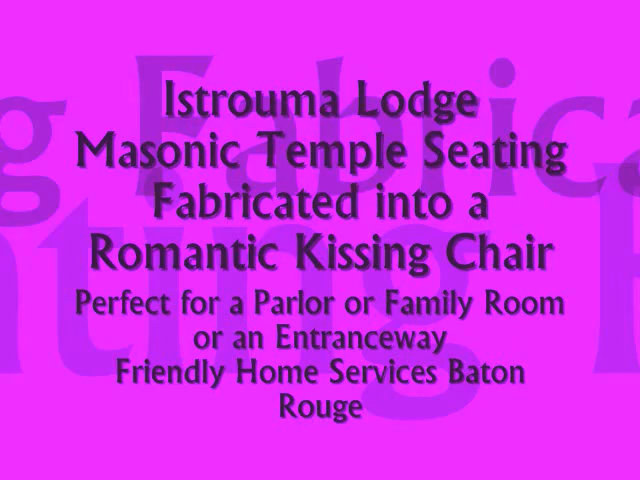 Istrouma Lodge
Masonic Temple Seating
Fabricated into a
Romantic Kissing Chair
Perfect for a Parlor or Family Room
or an Entranceway
Friendly Home Services Baton
Rouge